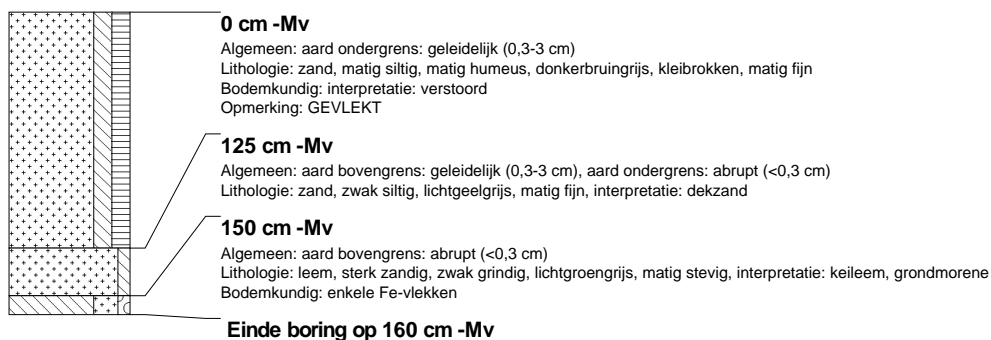 0 cm -Mv
Algemeen: aard ondergrens: geleidelijk (0,3-3 cm)
Lithologie: zand, matig siltig, matig humeus, donkerbruingrijs, kleibrokken, matig fijn
Bodemkundig: interpretatie: verstoord
Opmerking: GEVLEKT
125 cm -Mv
Algemeen: aard bovengrens: geleidelijk (0,3-3 cm), aard ondergrens: abrupt (<0,3 cm)
Lithologie: zand, zwak siltig, lichtgeelgrijs, matig fijn, interpretatie: dekzand
150 cm -Mv
Algemeen: aard bovengrens: abrupt (<0,3 cm)
Lithologie: leem, sterk zandig, zwak grindig, lichtgroengrijs, matig stevig, interpretatie: keileem, grondmorene
Bodemkundig: enkele Fe-vlekken
Einde boring op 160 cm -Mv